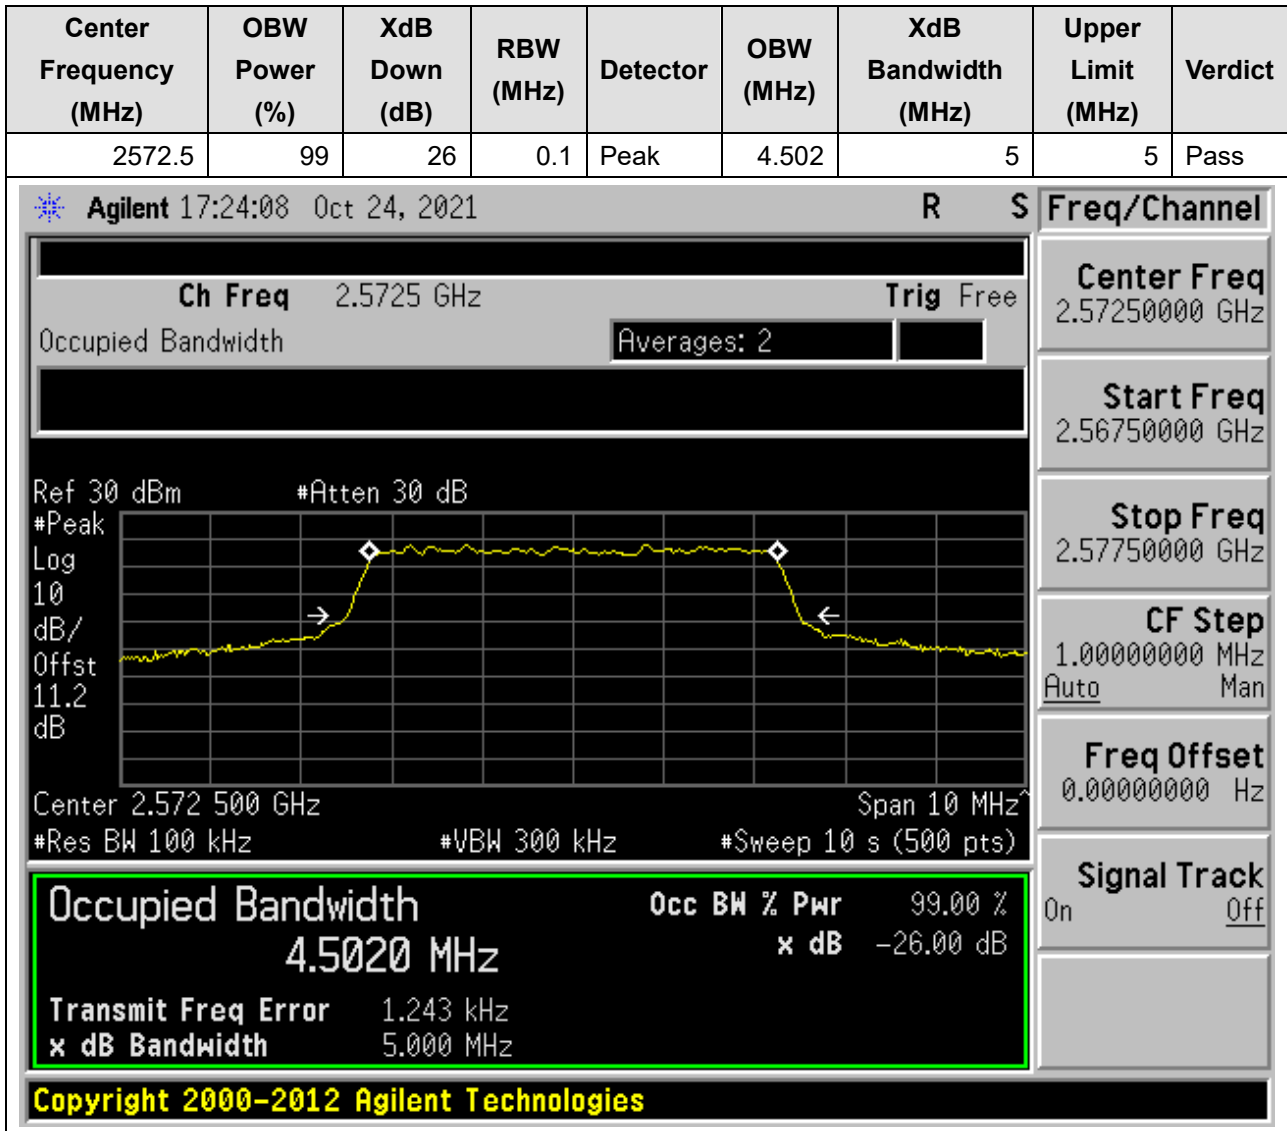 Center Frequency (MHz) OBW Power (%) XdB Down (dB) RBW (MHz) Detector OBW (MHz) XdB Bandwidth (MHz) Upper Limit (MHz) Verdict
2572.5 99 26 0.1 Peak 4.502 5 5 Pass
Agilent 17:24:08 Oct 24, 2021 R S Freq/Channel
Ch Freq 2.5725 GHz Trig Free
Occupied Bandwidth Averages: 2
Center Freq
2.57250000 GHz
Start Freq
2.56750000 GHz
Stop Freq
2.57750000 GHz
CF Step
1.00000000 MHz
Auto Man
Freq Offset
0.00000000 Hz
Signal Track
On Off
Ref 30 dBm #Atten 30 dB
#Peak
Log
10
dB/
Offst
11.2
dB
Center 2.572 500 GHz Span 10 MHz^
#Res BW 100 kHz #VBW 300 kHz #Sweep 10 s (500 pts)
Occupied Bandwidth Occ BW % Pwr 99.00 %
4.5020 MHz x dB -26.00 dB
Transmit Freq Error 1.243 kHz
x dB Bandwidth 5.000 MHz
Copyright 2000-2012 Agilent Technologies